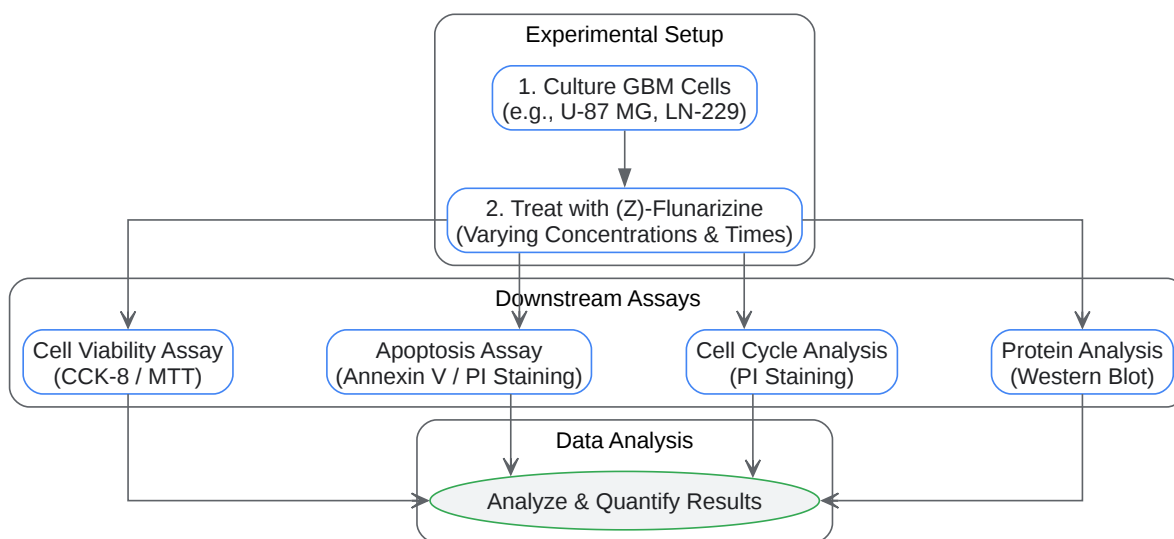 Experimental Setup
1. Culture GBM Cells
(e.g., U-87 MG, LN-229)
2. Treat with (Z)-Flunarizine
(Varying Concentrations & Times)
Downstream Assays
Cell Viability Assay
(CCK-8 / MTT)
Apoptosis Assay
(Annexin V / PI Staining)
Cell Cycle Analysis
(PI Staining)
Protein Analysis
(Western Blot)
Data Analysis
Analyze & Quantify Results